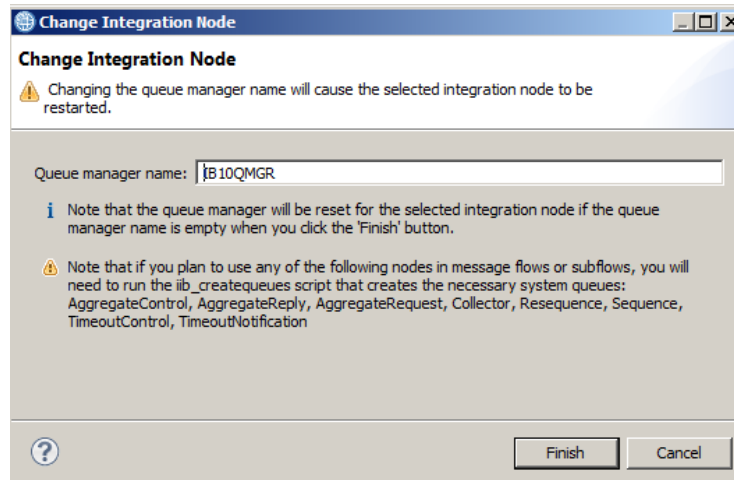 Change Integration Node
Change Integration Node
Changing the queue manager name will cause the selected integration node to be
restarted.
Queue manager name: IB10QMGR
i Note that the queue manager will be reset for the selected integration node if the queue
manager name is empty when you click the 'Finish' button.
Note that if you plan to use any of the following nodes in message flows or subflows, you will
need to run the iib_createqueues script that creates the necessary system queues:
AggregateControl, AggregateReply, AggregateRequest, Collector, Resequence, Sequence,
TimeoutControl, TimeoutNotification
? Finish Cancel